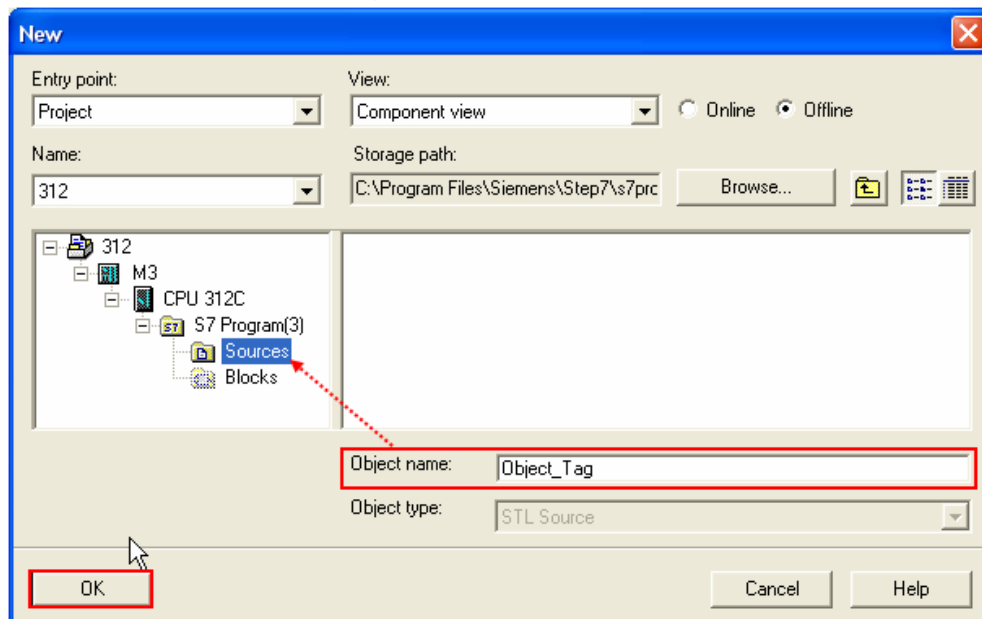 New
Entry point:
View:
Project
Component view
Online
Offline
Name:
Storage path:
312
C:\Program Files\Siemens\Step7\s7prc
Browse...
312
M3
CPU 312C
S7 Program(3)
Sources
Blocks
Object name:
Object_Tag
Object type:
STL Source
OK
Cancel
Help